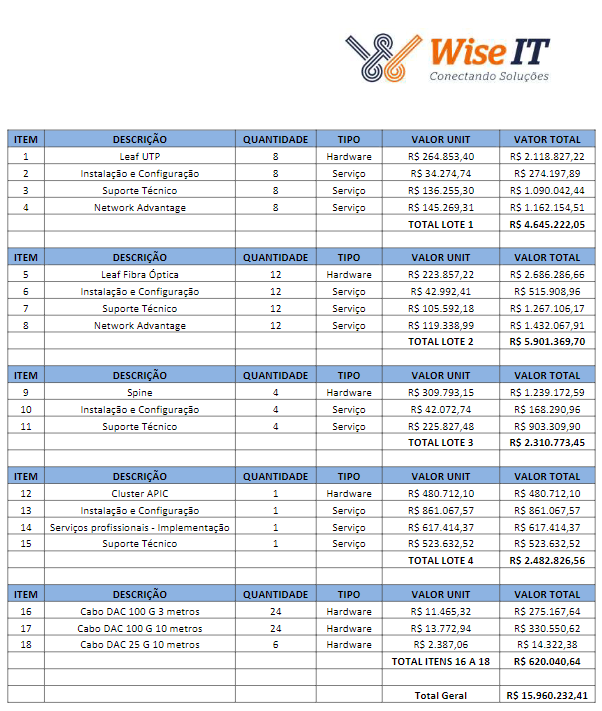 Wise IT
Conectando Soluções
ITEM DESCRIÇÃO QUANTIDADE TIPO VALOR UNIT VATOR TOTAL
1 Leaf UTP 8 Hardware R$ 264.853,40 R$ 2.118.827,22
2 Instalação e Configuração 8 Serviço R$ 34.274,74 R$ 274.197,89
3 Suporte Técnico 8 Serviço R$ 136.255,30 R$ 1.090.042,44
4 Network Advantage 8 Serviço R$ 145.269,31 R$ 1.162.154,51
TOTAL LOTE 1 R$ 4.645.222,05
ITEM DESCRIÇÃO QUANTIDADE TIPO VALOR UNIT VALOR TOTAL
5 Leaf Fibra Óptica 12 Hardware R$ 223.857,22 R$ 2.686.286,66
6 Instalação e Configuração 12 Serviço R$ 42.992,41 R$ 515.908,96
7 Suporte Técnico 12 Serviço R$ 105.592,18 R$ 1.267.106,17
8 Network Advantage 12 Serviço R$ 119.338,99 R$ 1.432.067,91
TOTAL LOTE 2 R$ 5.901.369,70
ITEM DESCRIÇÃO QUANTIDADE TIPO VALOR UNIT VALOR TOTAL
9 Spine 4 Hardware R$ 309.793,15 R$ 1.239.172,59
10 Instalação e Configuração 4 Serviço R$ 42.072,74 R$ 168.290,96
11 Suporte Técnico 4 Serviço R$ 225.827,48 R$ 903.309,90
TOTAL LOTE 3 R$ 2.310.773,45
ITEM DESCRIÇÃO QUANTIDADE TIPO VALOR UNIT VALOR TOTAL
12 Cluster APIC 1 Hardware R$ 480.712,10 R$ 480.712,10
13 Instalação e Configuração 1 Serviço R$ 861.067,57 R$ 861.067,57
14 Serviços profissionais - Implementação 1 Serviço R$ 617.414,37 R$ 617.414,37
15 Suporte Técnico 1 Serviço R$ 523.632,52 R$ 523.632,52
TOTAL LOTE 4 R$ 2.482.826,56
ITEM DESCRIÇÃO QUANTIDADE TIPO VALOR UNIT VALOR TOTAL
16 Cabo DAC 100 G 3 metros 24 Hardware R$ 11.465,32 R$ 275.167,64
17 Cabo DAC 100 G 10 metros 24 Hardware R$ 13.772,94 R$ 330.550,62
18 Cabo DAC 25 G 10 metros 6 Hardware R$ 2.387,06 R$ 14.322,38
TOTAL ITENS 16 A 18 R$ 620.040,64
Total Geral R$ 15.960.232,41